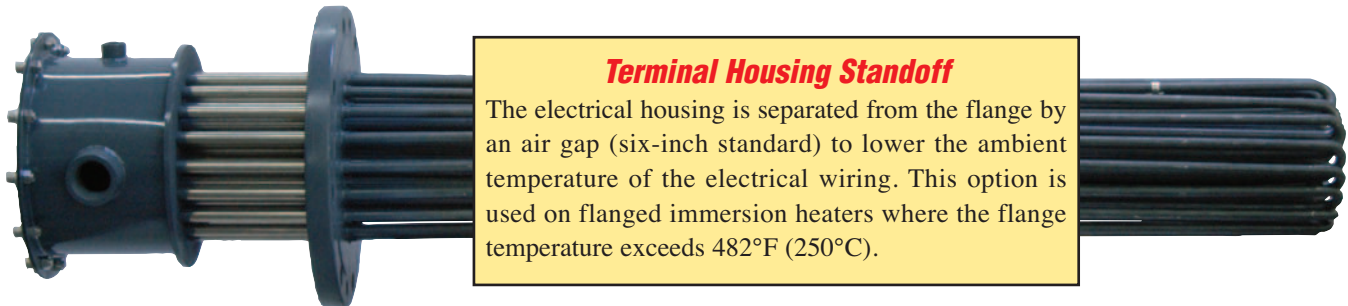 Terminal Housing Standoff
The electrical housing is separated from the flange by
an air gap (six-inch standard) to lower the ambient
temperature of the electrical wiring. This option is
used on flanged immersion heaters where the flange
temperature exceeds 482°F (250°C).